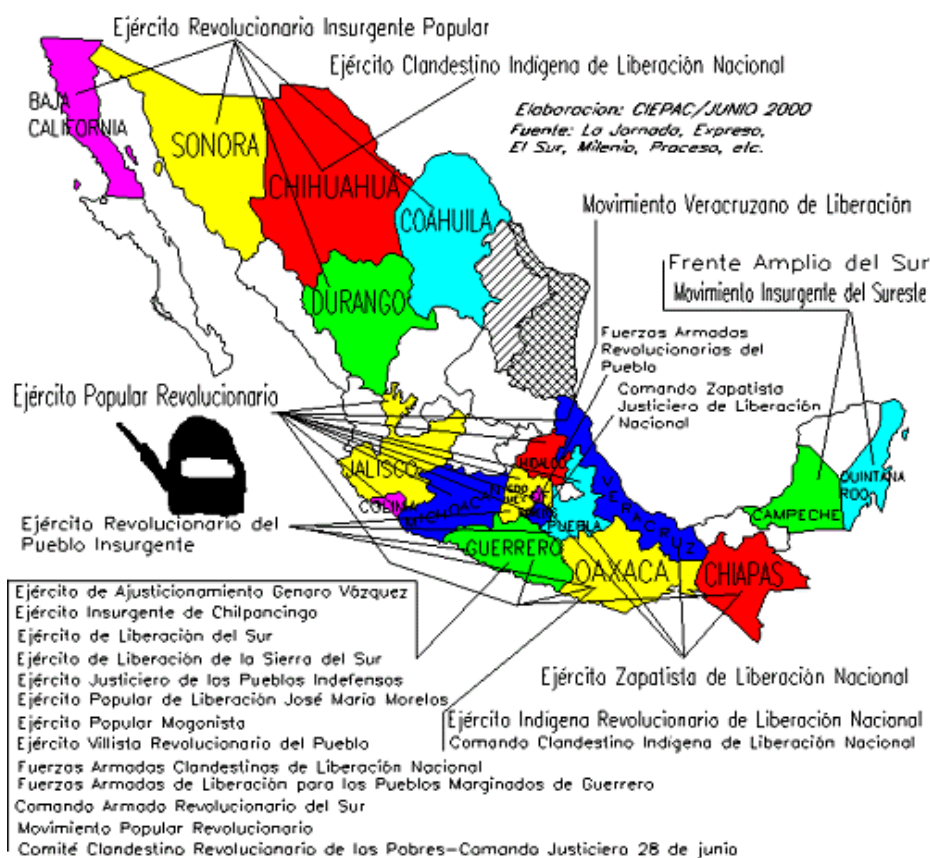 Ejército Revolucionario Insurgente Popular
Ejército Clandestino Indígena de Liberación Nacional
Elaboracion: CIEPAC/JUNIO 2000
Fuente: La Jornada, Expreso,
El Sur, Milenio, Proceso, etc.
BAJA
CALIFORNIA
SONORA
CHIHUAHUA
COAHUILA
DURANGO
Movimiento Veracruzano de Liberación
Frente Amplio del Sur
Movimiento Insurgente del Sureste
Fuerzas Armadas
Revolucionarias del
Pueblo
Comando Zapatista
Justiciero de Liberación
Nacional
Ejército Popular Revolucionario
JALISCO
COLIMA
MICHOACAN
HIDALGO
DF
PUEBLA
VERACRUZ
GUERRERO
OAXACA
CHIAPAS
CAMPECHE
QUINTANA
ROO
Ejército Revolucionario del
Pueblo Insurgente
Ejército de Ajusticionamiento Genaro Vázquez
Ejército Insurgente de Chilpancingo
Ejército de Liberación del Sur
Ejército de Liberación de la Sierra del Sur
Ejército Justiciero de los Pueblos Indefensos
Ejército Popular de Liberación José María Morelos
Ejército Popular Magonista
Ejército Villista Revolucionario del Pueblo
Fuerzas Armadas Clandestinas de Liberación Nacional
Fuerzas Armadas de Liberación para los Pueblos Marginados de Guerrero
Comando Armado Revolucionario del Sur
Movimiento Popular Revolucionario
Comité Clandestino Revolucionario de los Pobres-Comando Justiciero 28 de junio
Ejército Zapatista de Liberación Nacional
Ejército Indígena Revolucionario de Liberación Nacional
Comando Clandestino Indígena de Liberación Nacional